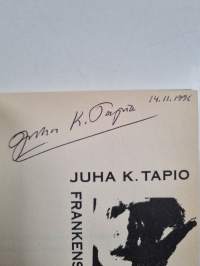 14.11.1996
Juha K. Tapio
JUHA K. TAPIO
FRANKENS